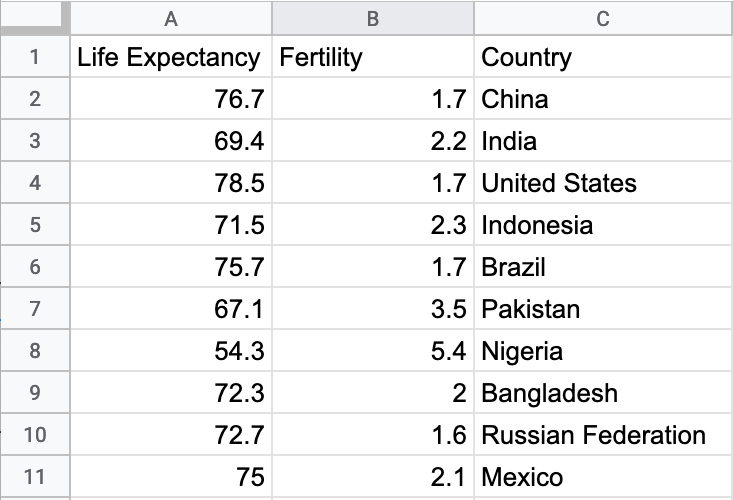 A B C
1 Life Expectancy Fertility Country
2 76.7 1.7 China
3 69.4 2.2 India
4 78.5 1.7 United States
5 71.5 2.3 Indonesia
6 75.7 1.7 Brazil
7 67.1 3.5 Pakistan
8 54.3 5.4 Nigeria
9 72.3 2 Bangladesh
10 72.7 1.6 Russian Federation
11 75 2.1 Mexico